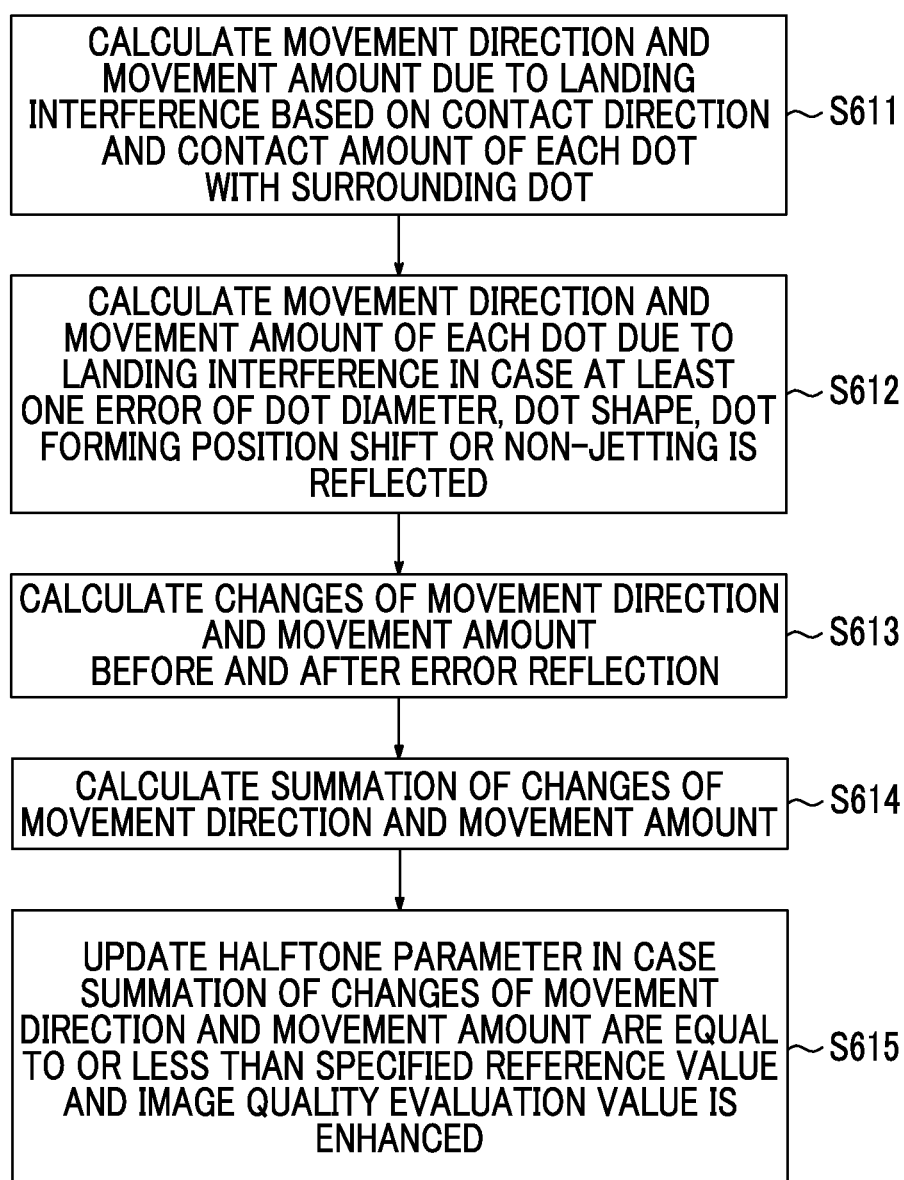 CALCULATE MOVEMENT DIRECTION AND
MOVEMENT AMOUNT DUE TO LANDING
INTERFERENCE BASED ON CONTACT DIRECTION
AND CONTACT AMOUNT OF EACH DOT
WITH SURROUNDING DOT
S611
CALCULATE MOVEMENT DIRECTION AND
MOVEMENT AMOUNT OF EACH DOT DUE TO
LANDING INTERFERENCE IN CASE AT LEAST
ONE ERROR OF DOT DIAMETER, DOT SHAPE, DOT
FORMING POSITION SHIFT OR NON-JETTING IS
REFLECTED
S612
CALCULATE CHANGES OF MOVEMENT DIRECTION
AND MOVEMENT AMOUNT
BEFORE AND AFTER ERROR REFLECTION
S613
CALCULATE SUMMATION OF CHANGES OF
MOVEMENT DIRECTION AND MOVEMENT AMOUNT
S614
UPDATE HALFTONE PARAMETER IN CASE
SUMMATION OF CHANGES OF MOVEMENT
DIRECTION AND MOVEMENT AMOUNT ARE EQUAL
TO OR LESS THAN SPECIFIED REFERENCE VALUE
AND IMAGE QUALITY EVALUATION VALUE IS
ENHANCED
S615